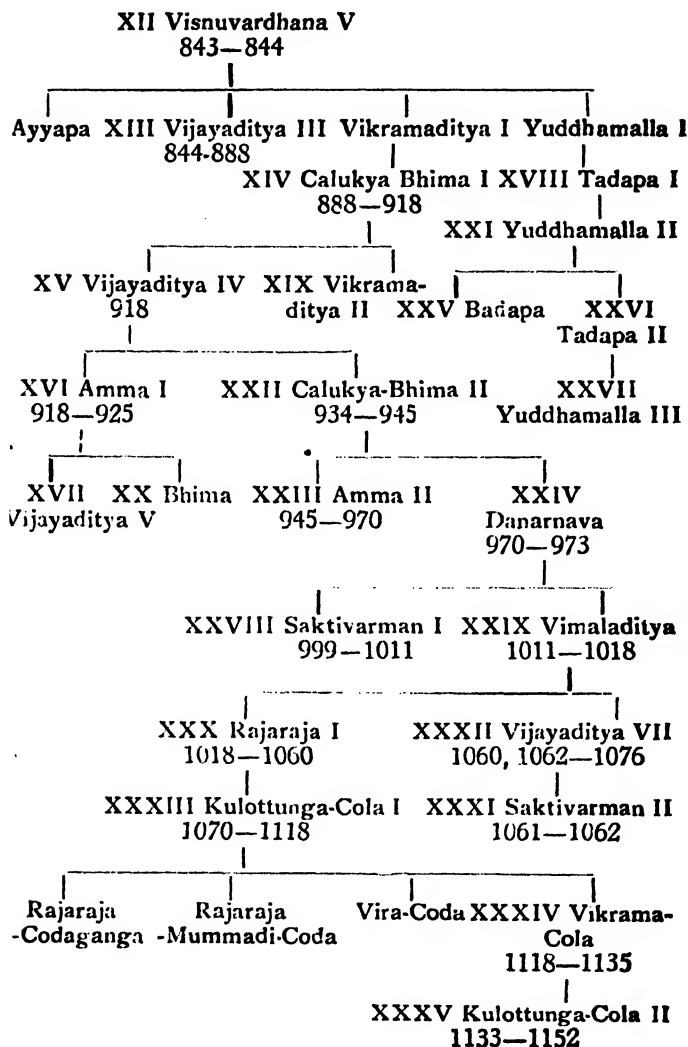 XII Visnuvardhana V
843—844
Ayyapa XIII Vijayaditya III Vikramaditya I Yuddhamalla I
844-888
XIV Calukya Bhima I XVIII Tadapa I
888—918
XXI Yuddhamalla II
XV Vijayaditya IV XIX Vikrama-
918 ditya II XXV Badapa XXVI
Tadapa II
XVI Amma I XXII Calukya-Bhima II XXVII
918—925 934—945 Yuddhamalla III
XVII XX Bhima XXIII Amma II XXIV
Vijayaditya V 945—970 Danarnava
970—973
XXVIII Saktivarman I XXIX Vimaladitya
999—1011 1011—1018
XXX Rajaraja I XXXII Vijayaditya VII
1018—1060 1060, 1062—1076
XXXIII Kulottunga-Cola I XXXI Saktivarman II
1070—1118 1061—1062
Rajaraja Rajaraja Vira-Coda XXXIV Vikrama-
-Codaganga -Mummadi-Coda Cola
1118—1135
XXXV Kulottunga-Cola II
1133—1152